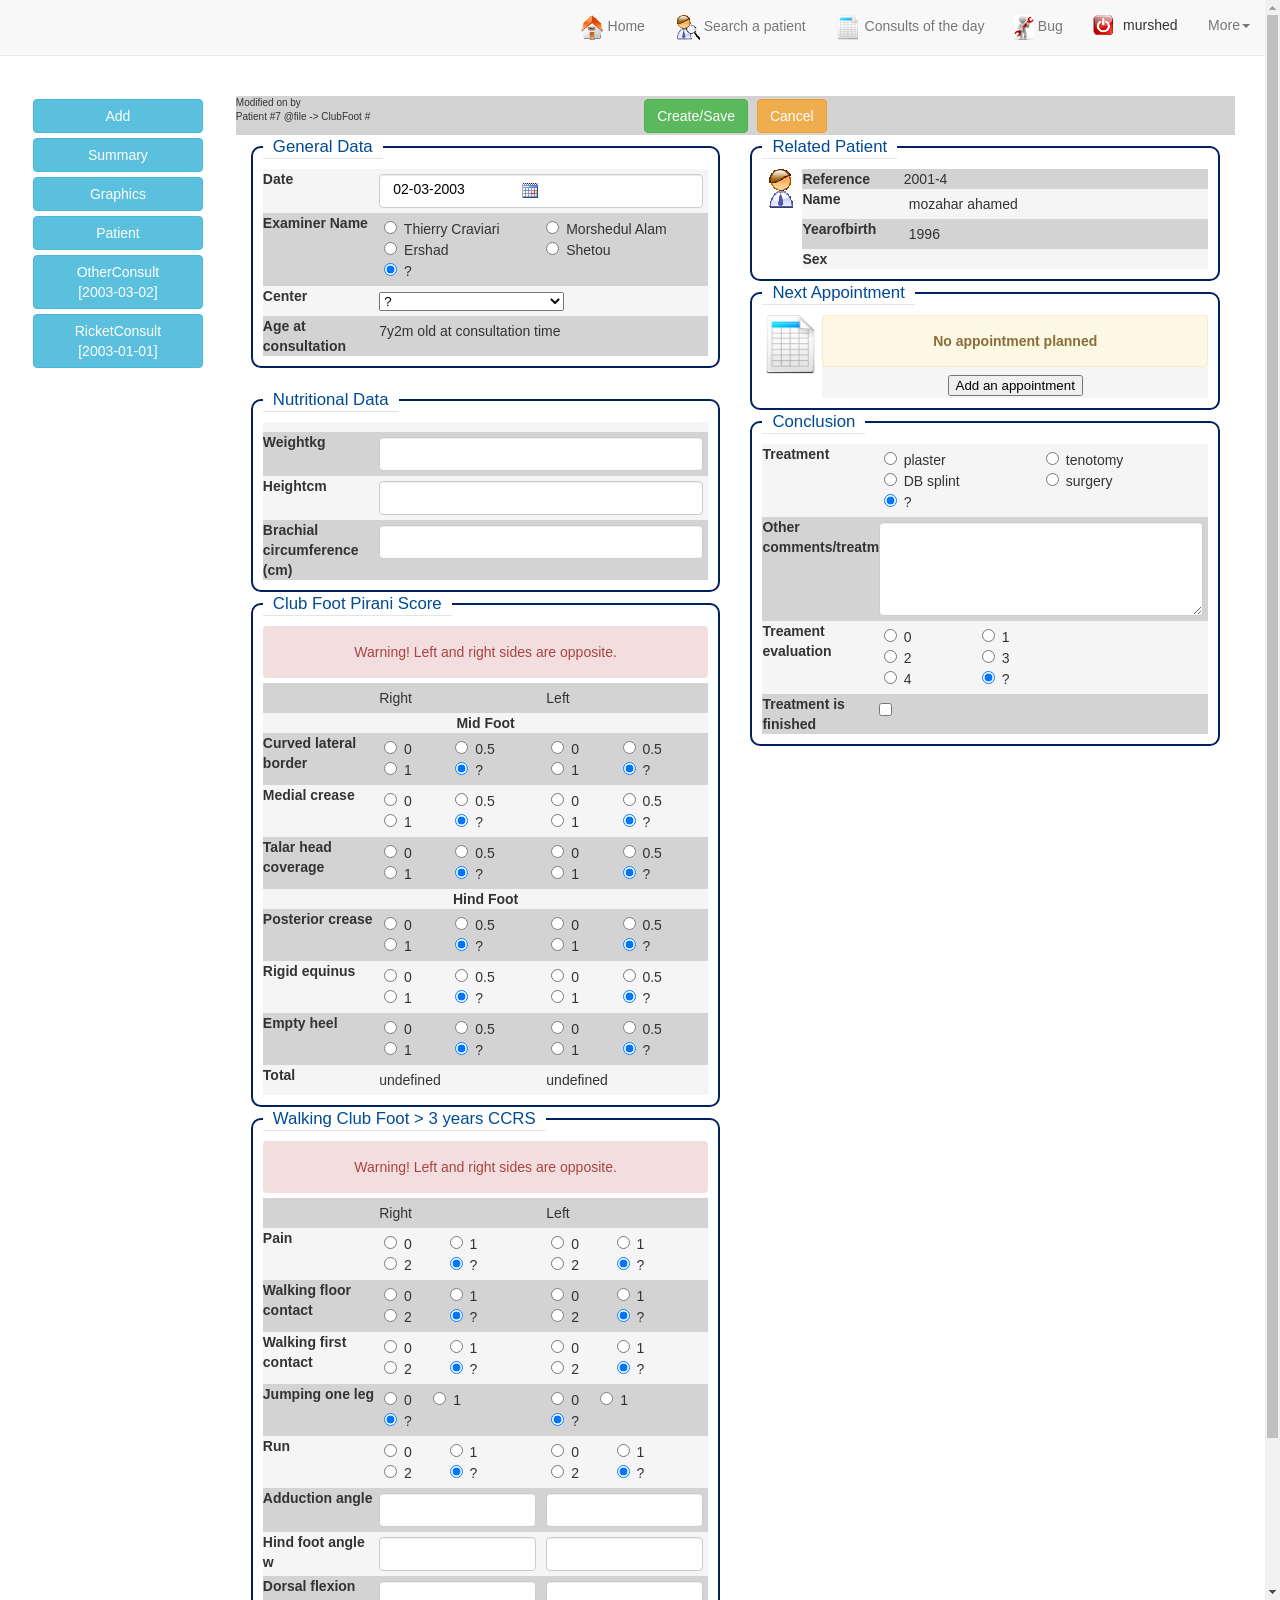 Home Search a patient Consults of the day Bug murshed More
Add
Summary
Graphics
Patient
OtherConsult
[2003-03-02]
RicketConsult
[2003-01-01]
Modified on by
Patient #7 @file -> ClubFoot #
Create/Save Cancel
General Data
Date 02-03-2003
Examiner Name Thierry Craviari Morshedul Alam
Ershad Shetou
?
Center ?
Age at 7y2m old at consultation time
consultation
Nutritional Data
Weightkg
Heightcm
Brachial
circumference
(cm)
Club Foot Pirani Score
Warning! Left and right sides are opposite.
Right Left
Mid Foot
Curved lateral 0 0.5 0 0.5
border 1 ? 1 ?
Medial crease 0 0.5 0 0.5
1 ? 1 ?
Talar head 0 0.5 0 0.5
coverage 1 ? 1 ?
Hind Foot
Posterior crease 0 0.5 0 0.5
1 ? 1 ?
Rigid equinus 0 0.5 0 0.5
1 ? 1 ?
Empty heel 0 0.5 0 0.5
1 ? 1 ?
Total undefined undefined
Walking Club Foot > 3 years CCRS
Warning! Left and right sides are opposite.
Right Left
Pain 0 1 0 1
2 ? 2 ?
Walking floor 0 1 0 1
contact 2 ? 2 ?
Walking first 0 1 0 1
contact 2 ? 2 ?
Jumping one leg 0 1 0 1
? ?
Run 0 1 0 1
2 ? 2 ?
Adduction angle
Hind foot angle
w
Dorsal flexion
Related Patient
Reference 2001-4
Name mozahar ahamed
Yearofbirth 1996
Sex
Next Appointment
No appointment planned
Add an appointment
Conclusion
Treatment plaster tenotomy
DB splint surgery
?
Other
comments/treatm
Treament 0 1
evaluation 2 3
4 ?
Treatment is
finished